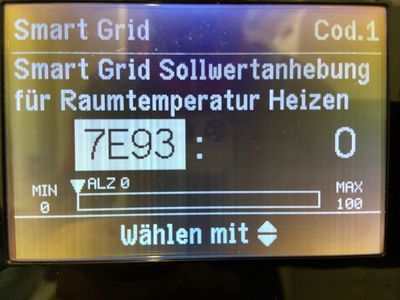 Smart Grid Cod.1
Smart Grid Sollwertanhebung
für Raumtemperatur Heizen
7E93 : 0
MIN ALZ 0 MAX
0 100
Wählen mit